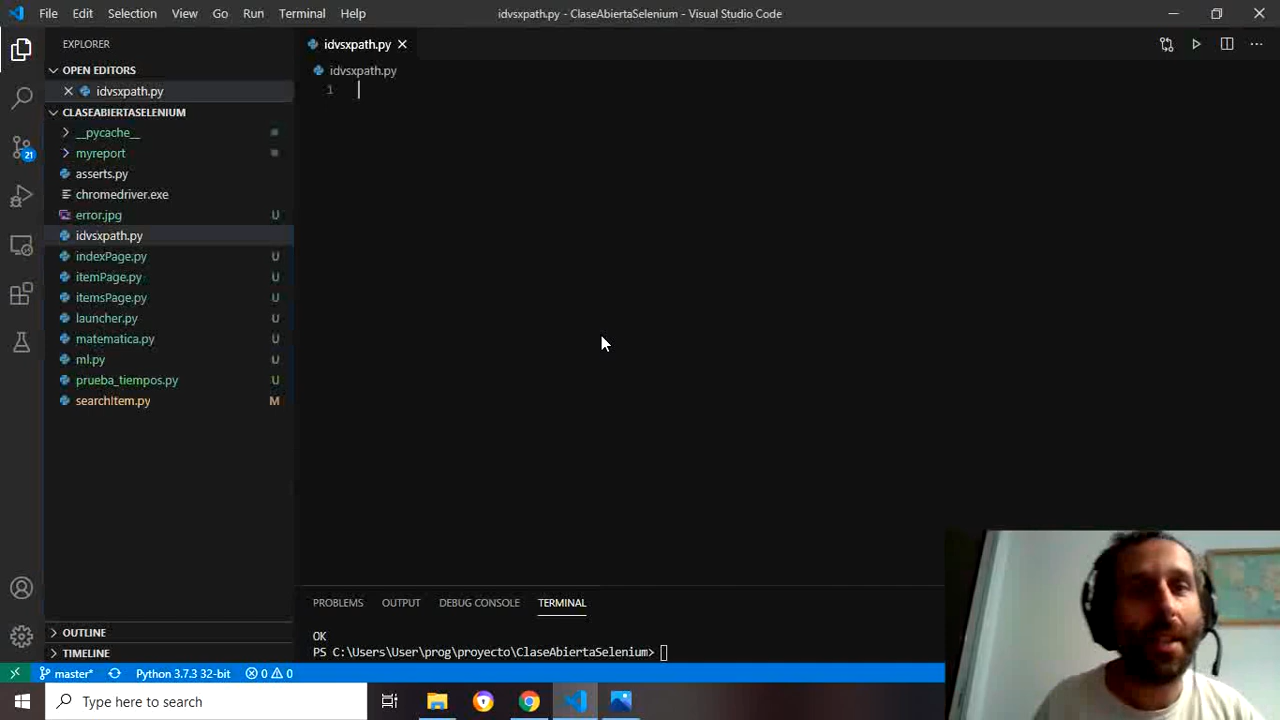 File Edit Selection View Go Run Terminal Help idvsxpath.py - ClaseAbiertaSelenium - Visual Studio Code
EXPLORER
idvsxpath.py
OPEN EDITORS
idvsxpath.py
idvsxpath.py
1
CLASEABIERTASELENIUM
__pycache__
myreport
asserts.py
chromedriver.exe
error.jpg U
idvsxpath.py
indexPage.py U
itemPage.py U
itemsPage.py U
launcher.py U
matematica.py U
ml.py U
prueba_tiempos.py U
searchItem.py M
21
PROBLEMS OUTPUT DEBUG CONSOLE TERMINAL
OK
PS C:\Users\User\prog\proyecto\ClaseAbiertaSelenium>
OUTLINE
TIMELINE
master* Python 3.7.3 32-bit 0 0
Type here to search